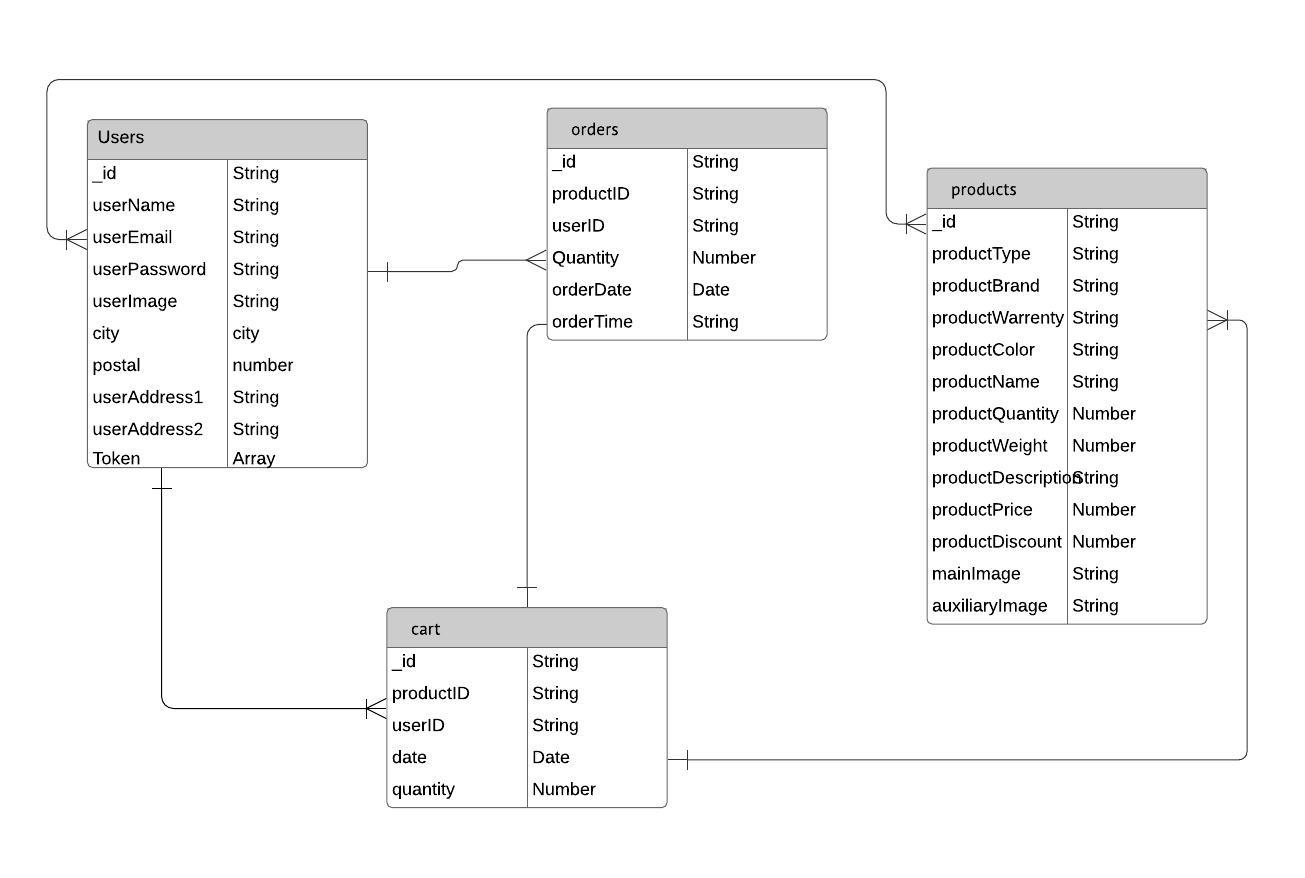 Users
_id String
userName String
userEmail String
userPassword String
userImage String
city city
postal number
userAddress1 String
userAddress2 String
Token Array
orders
_id String
productID String
userID String
Quantity Number
orderDate Date
orderTime String
products
_id String
productType String
productBrand String
productWarrenty String
productColor String
productName String
productQuantity Number
productWeight Number
productDescription String
productPrice Number
productDiscount Number
mainImage String
auxiliaryImage String
cart
_id String
productID String
userID String
date Date
quantity Number